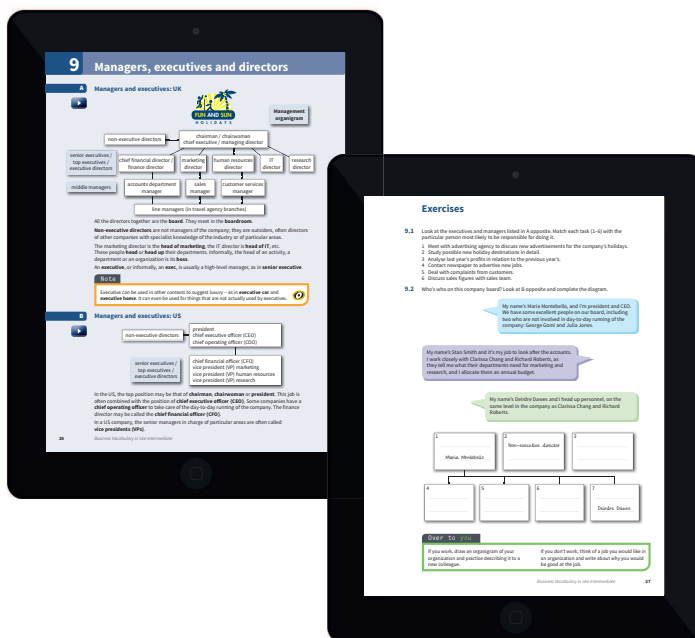 9 Managers, executives and directors
A Managers and executives: UK
FUN AND SUN
HOLIDAYS
Management
organigram
non-executive directors
chairman / chairwoman
chief executive / managing director
senior executives /
top executives /
executive directors
chief financial director /
finance director
marketing
director
human resources
director
IT
director
research
director
middle managers
accounts department
manager
sales
manager
customer services
manager
line managers (in travel agency branches)
All the directors together are the board. They meet in the boardroom.
Non-executive directors are not managers of the company; they are outsiders, often directors
of other companies with specialist knowledge of the industry or of particular areas.
The marketing director is the head of marketing, the IT director is head of IT, etc.
These people head or head up their departments. Informally, the head of an activity, a
department or an organization is its boss.
An executive, or informally, an exec, is usually a high-level manager, as in senior executive.
Note
Executive can be used in other contexts to suggest luxury – as in executive car and
executive home. It can even be used for things that are not actually used by executives.
B Managers and executives: US
non-executive directors
president
chief executive officer (CEO)
chief operating officer (COO)
senior executives /
top executives /
executive directors
chief financial officer (CFO)
vice president (VP) marketing
vice president (VP) human resources
vice president (VP) research
In the US, the top position may be that of chairman, chairwoman or president. This job is
often combined with the position of chief executive officer (CEO). Some companies have a
chief operating officer to take care of the day-to-day running of the company. The finance
director may be called the chief financial officer (CFO).
In a US company, the senior managers in charge of particular areas are often called
vice presidents (VPs).
26 Business Vocabulary in Use Intermediate
Exercises
9.1 Look at the executives and managers listed in A opposite. Match each task (1–6) with the
particular person most likely to be responsible for doing it.
1 Meet with advertising agency to discuss new advertisements for the company's holidays.
2 Study possible new holiday destinations in detail.
3 Analyse last year's profits in relation to the previous year's.
4 Contact newspaper to advertise new jobs.
5 Deal with complaints from customers.
6 Discuss sales figures with sales team.
9.2 Who's who on this company board? Look at B opposite and complete the diagram.
My name's Maria Montebello, and I'm president and CEO.
We have some excellent people on our board, including
two who are not involved in day-to-day running of the
company: George Gomi and Julia Jones.
My name's Stan Smith and it's my job to look after the accounts.
I work closely with Clarissa Chang and Richard Roberts, as
they tell me what their departments need for marketing and
research, and I allocate them an annual budget.
My name's Deirdre Dawes and I head up personnel, on the
same level in the company as Clarissa Chang and Richard
Roberts.
1
Maria Montebello
2
Non-executive director
3
4
5
6
7
Deirdre Dawes
Over to you
If you work, draw an organigram of your
organization and practise describing it to a
new colleague.
If you don't work, think of a job you would like in
an organization and write about why you would
be good at the job.
Business Vocabulary in Use Intermediate 27